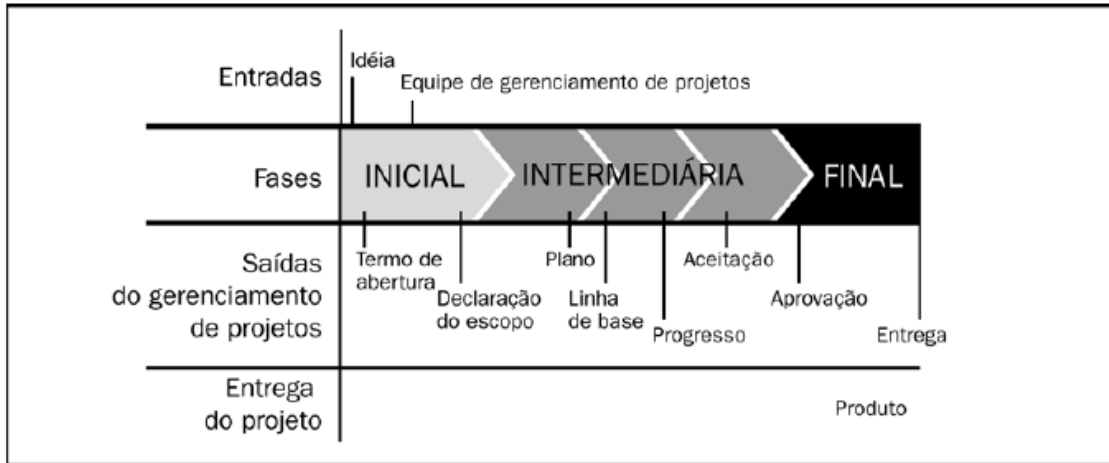 Entradas
Idéia
Equipe de gerenciamento de projetos
Fases
INICIAL
INTERMEDIÁRIA
FINAL
Saídas
do gerenciamento
de projetos
Termo de
abertura
Declaração
do escopo
Plano
Linha
de base
Progresso
Aceitação
Aprovação
Entrega
Entrega
do projeto
Produto